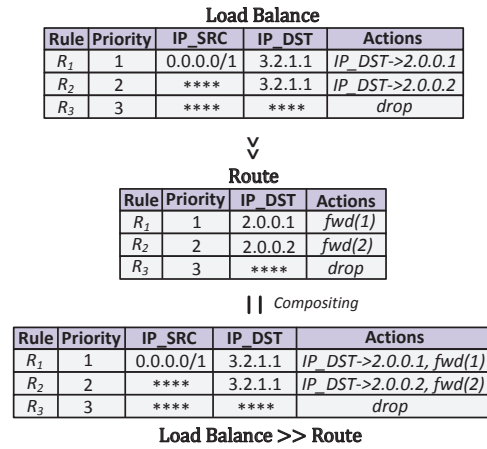 Load Balance
Rule Priority IP_SRC IP_DST Actions
R1 1 0.0.0.0/1 3.2.1.1 IP_DST->2.0.0.1
R2 2 **** 3.2.1.1 IP_DST->2.0.0.2
R3 3 **** **** drop
>>
Route
Rule Priority IP_DST Actions
R1 1 2.0.0.1 fwd(1)
R2 2 2.0.0.2 fwd(2)
R3 3 **** drop
|| Compositing
Rule Priority IP_SRC IP_DST Actions
R1 1 0.0.0.0/1 3.2.1.1 IP_DST->2.0.0.1, fwd(1)
R2 2 **** 3.2.1.1 IP_DST->2.0.0.2, fwd(2)
R3 3 **** **** drop
Load Balance >> Route